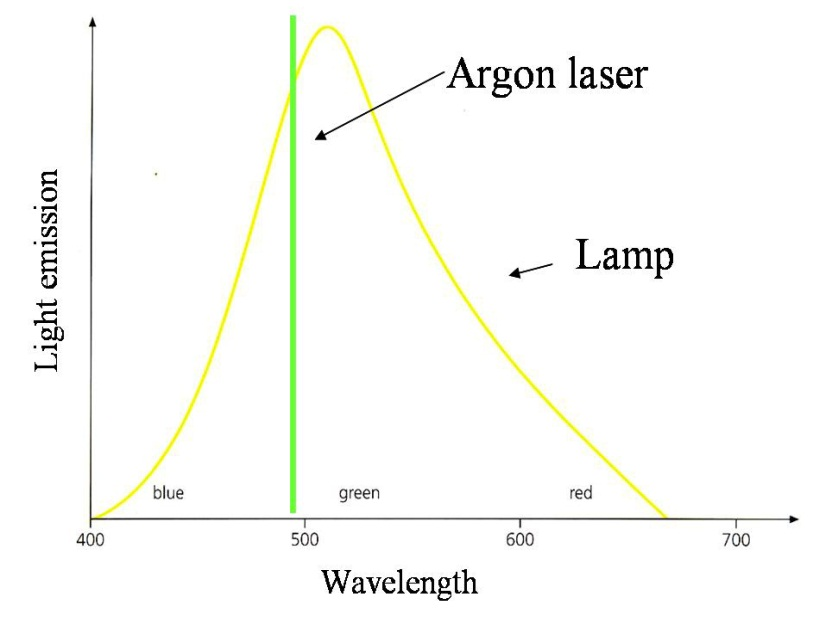 Argon laser
Lamp
Light emission
blue
green
red
400
500
600
700
Wavelength